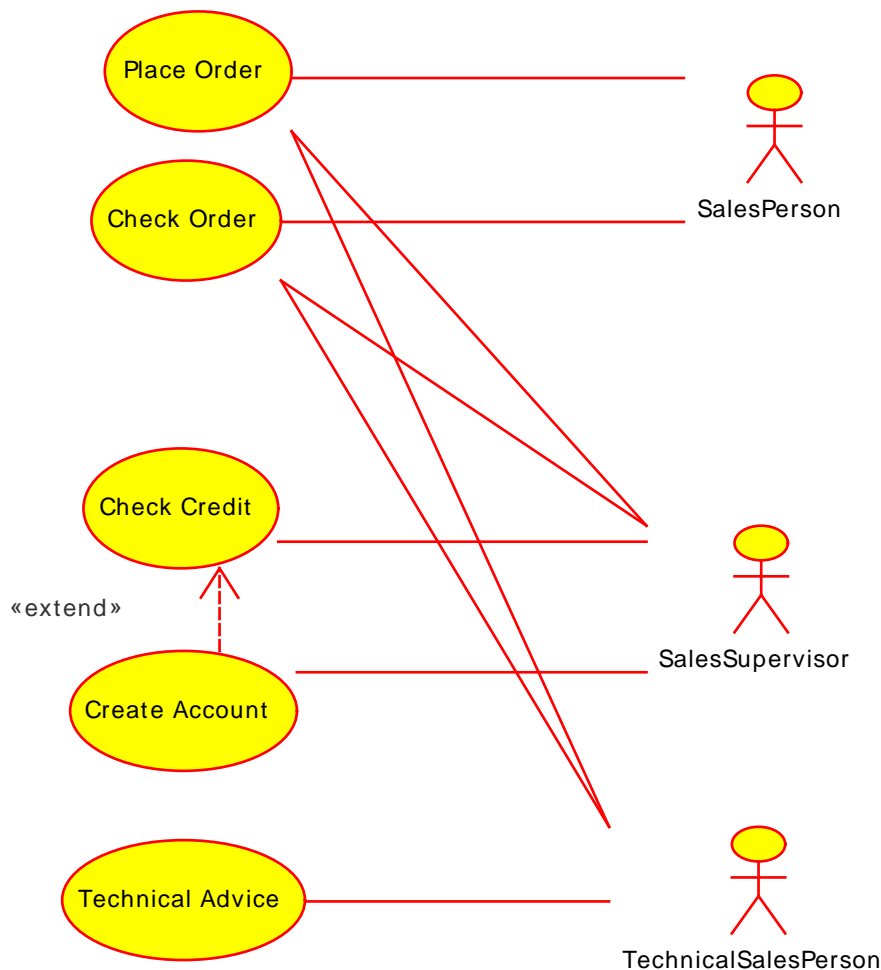 Place Order
SalesPerson
Check Order
Check Credit
«extend»
SalesSupervisor
Create Account
Technical Advice
TechnicalSalesPerson